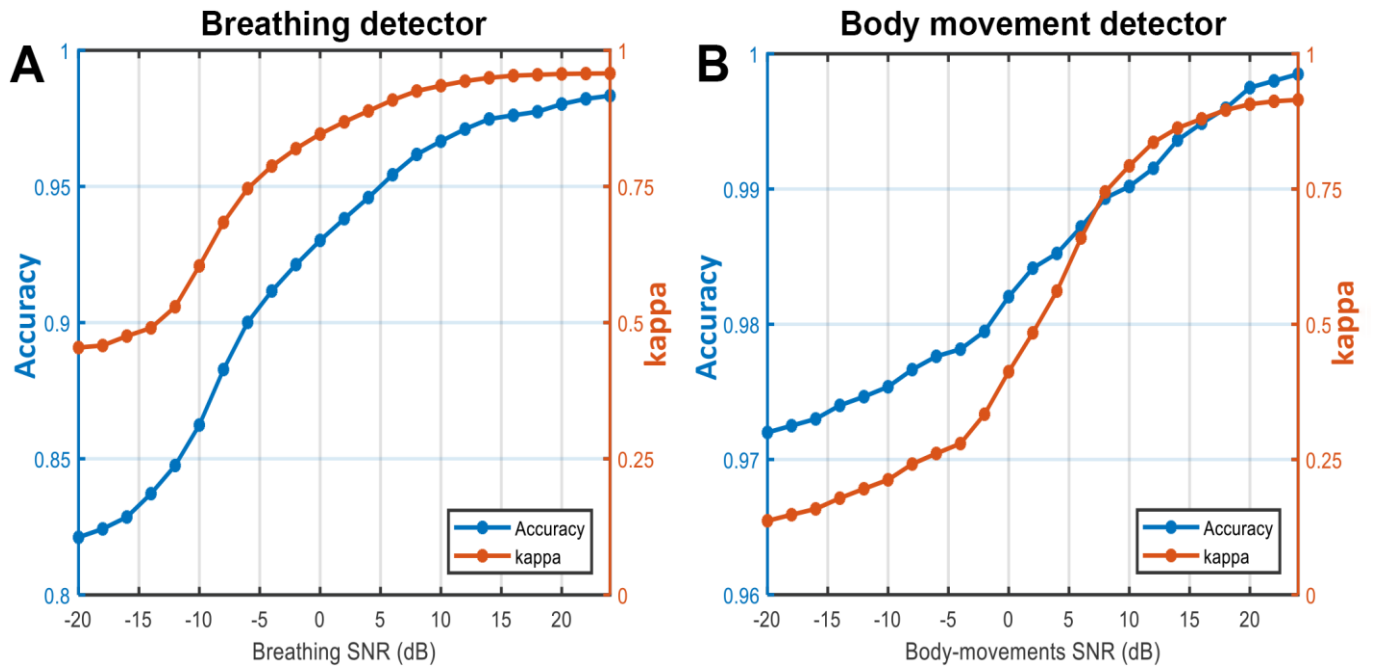 Breathing detector
A
1
0.95
0.9
0.85
0.8
Accuracy
1
0.75
0.5
0.25
0
kappa
Accuracy
kappa
-20 -15 -10 -5 0 5 10 15 20
Breathing SNR (dB)
Body movement detector
B
1
0.99
0.98
0.97
0.96
Accuracy
1
0.75
0.5
0.25
0
kappa
Accuracy
kappa
-20 -15 -10 -5 0 5 10 15 20
Body-movements SNR (dB)